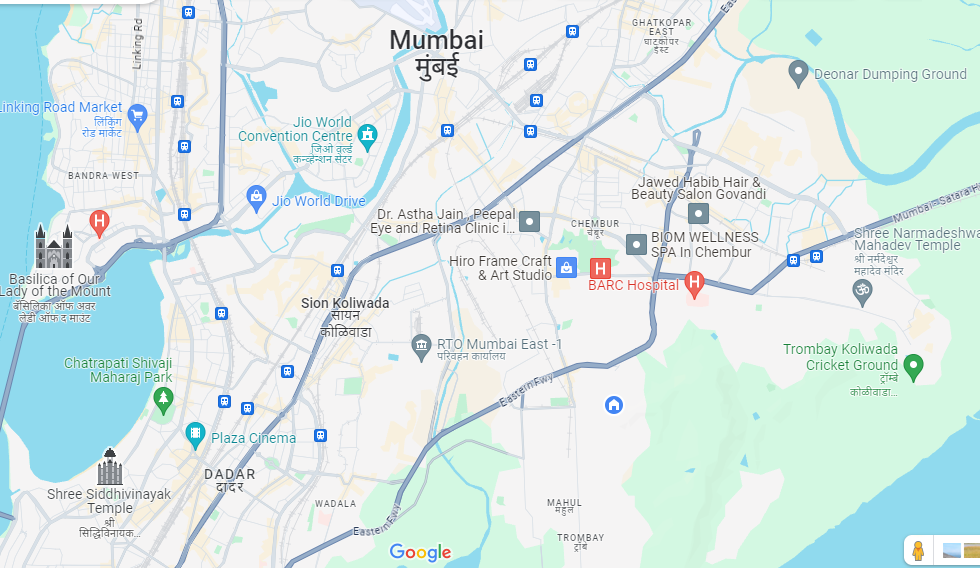 Mumbai
मुंबई
GHATKOPAR
EAST
घाटकोपर
ईस्ट
Linking Rd
Deonar Dumping Ground
Linking Road Market
लिंकिंग
रोड मार्केट
Jio World
Convention Centre
जिओ वर्ल्ड
कन्व्हेन्शन सेंटर
BANDRA WEST
Jio World Drive
Jawed Habib Hair &
Beauty Salon Govandi
Mumbai - Satara H
Dr. Astha Jain, Peepal
Eye and Retina Clinic i...
CHEMBUR
चेंबूर
BIOM WELLNESS
SPA In Chembur
Shree Narmadeshwa
Mahadev Temple
श्री नर्मदेश्वर
महादेव मंदिर
Hiro Frame Craft
& Art Studio
BARC Hospital
Basilica of Our
Lady of the Mount
बॅसिलिका ऑफ अवर
लेडी ऑफ द माउंट
Sion Koliwada
सायन
कोळिवाडा
RTO Mumbai East -1
परिवहन कार्यालय
Trombay Koliwada
Cricket Ground
ट्रॉम्बे
कोळीवाडा...
Chatrapati Shivaji
Maharaj Park
Eastern Fwy
Plaza Cinema
DADAR
दादर
Shree Siddhivinayak
Temple
श्री
सिद्धिविनायक...
WADALA
MAHUL
महुल
Eastern Fwy
TROMBAY
ट्रॉंबे
Google